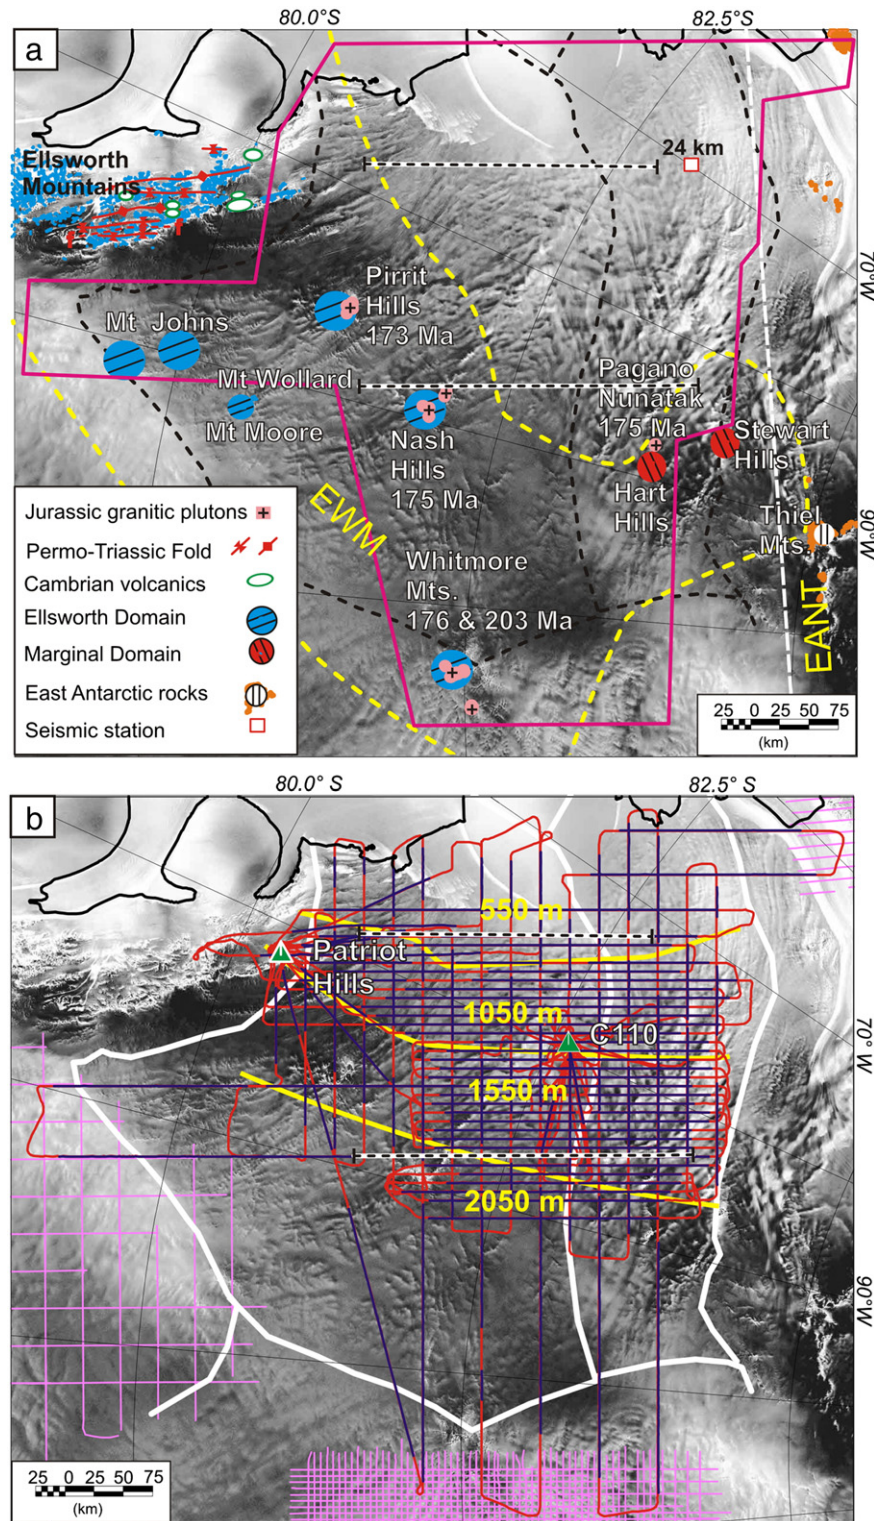 80.0°S
82.5°S
a
Ellsworth
Mountains
24 km
70°W
Pirrit
Hills
173 Ma
Mt Johns
Mt Wollard
Mt Moore
Pagano
Nunatak
175 Ma
Nash
Hills
175 Ma
Stewart
Hills
Hart
Hills
EWM
Thiel
Mts.
90°W
Whitmore
Mts.
176 & 203 Ma
EANT
Jurassic granitic plutons
Permo-Triassic Fold
Cambrian volcanics
Ellsworth Domain
Marginal Domain
East Antarctic rocks
Seismic station
25 0 25 50 75
(km)
80.0° S
82.5° S
b
550 m
Patriot
Hills
1050 m
C110
70° W
1550 m
2050 m
90°W
25 0 25 50 75
(km)